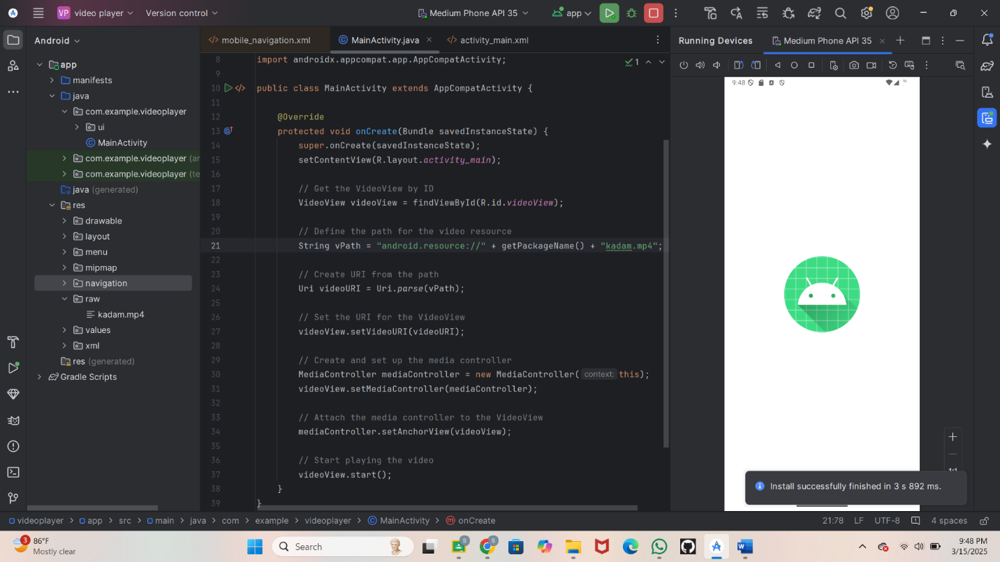 VP video player Version control Medium Phone API 35 app
Android
mobile_navigation.xml MainActivity.java activity_main.xml
Running Devices Medium Phone API 35
app
manifests
java
com.example.videoplayer
ui
MainActivity
com.example.videoplayer (an
com.example.videoplayer (te
java (generated)
res
drawable
layout
menu
mipmap
navigation
raw
kadam.mp4
values
xml
res (generated)
Gradle Scripts
1
8 import androidx.appcompat.app.AppCompatActivity;
9
10 public class MainActivity extends AppCompatActivity {
11
12 @Override
13 protected void onCreate(Bundle savedInstanceState) {
14 super.onCreate(savedInstanceState);
15 setContentView(R.layout.activity_main);
16
17 // Get the VideoView by ID
18 VideoView videoView = findViewById(R.id.videoView);
19
20 // Define the path for the video resource
21 String vPath = "android.resource://" + getPackageName() + "kadam.mp4";
22
23 // Create URI from the path
24 Uri videoURI = Uri.parse(vPath);
25
26 // Set the URI for the VideoView
27 videoView.setVideoURI(videoURI);
28
29 // Create and set up the media controller
30 MediaController mediaController = new MediaController( context: this);
31 videoView.setMediaController(mediaController);
32
33 // Attach the media controller to the VideoView
34 mediaController.setAnchorView(videoView);
35
36 // Start playing the video
37 videoView.start();
38 }
39 }
9:48
Install successfully finished in 3 s 892 ms.
videoplayer > app > src > main > java > com > example > videoplayer > MainActivity > onCreate
21:78 LF UTF-8 4 spaces
3 86°F
Mostly clear
Search
S
S
9:48 PM
3/15/2025